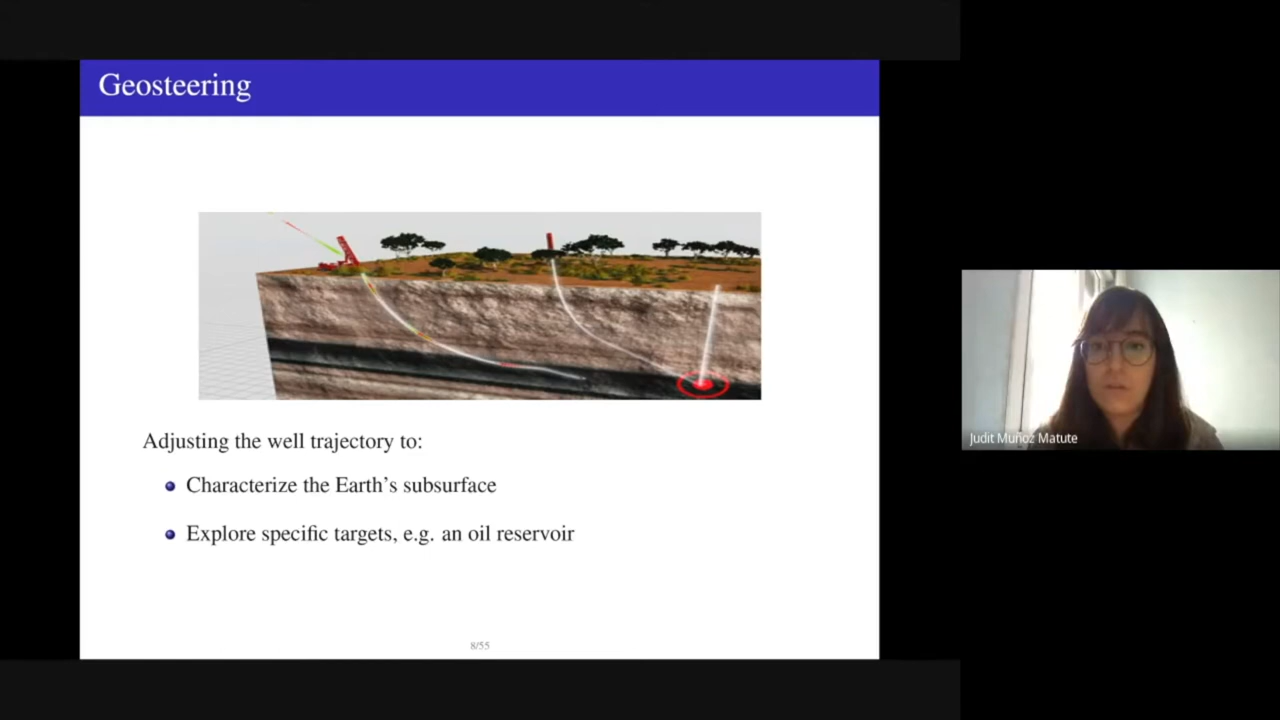 Geosteering
Adjusting the well trajectory to:
Characterize the Earth's subsurface
Explore specific targets, e.g. an oil reservoir
8/55
Judit Muñoz Matute